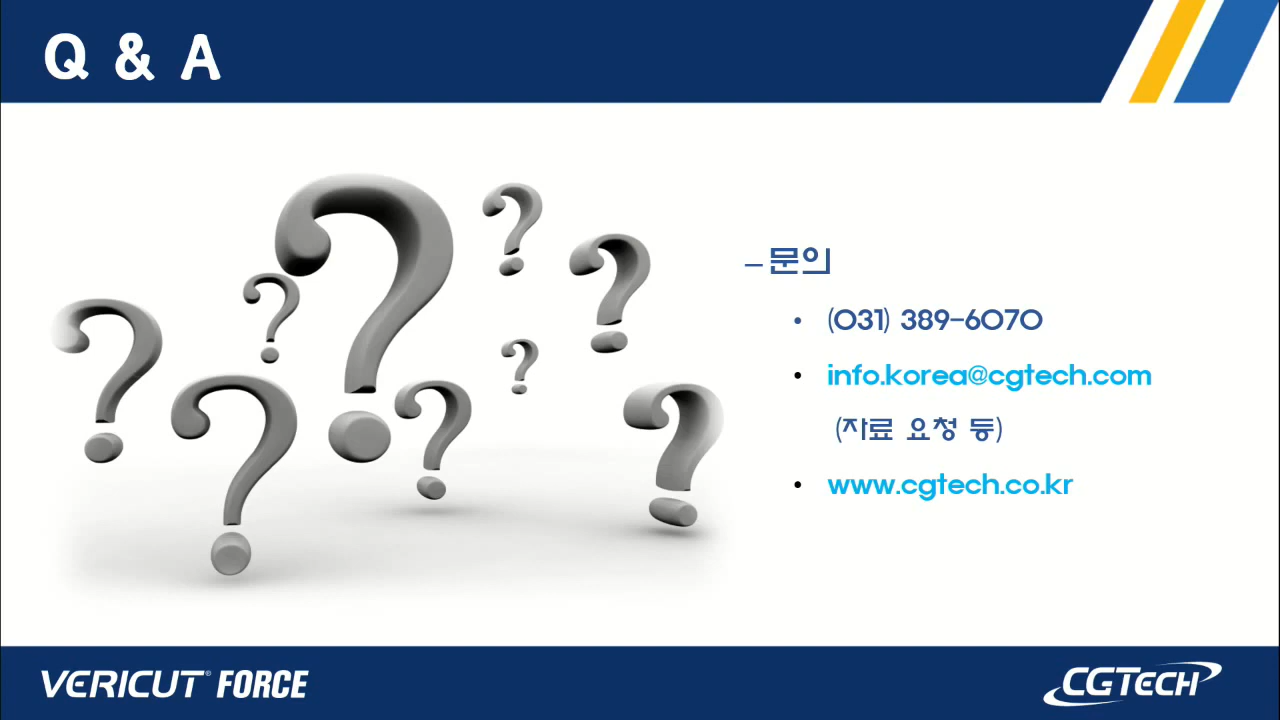 Q & A
– 문의
• (031) 389-6070
• info.korea@cgtech.com
(자료 요청 등)
• www.cgtech.co.kr
VERICUT® FORCE
CGTECH